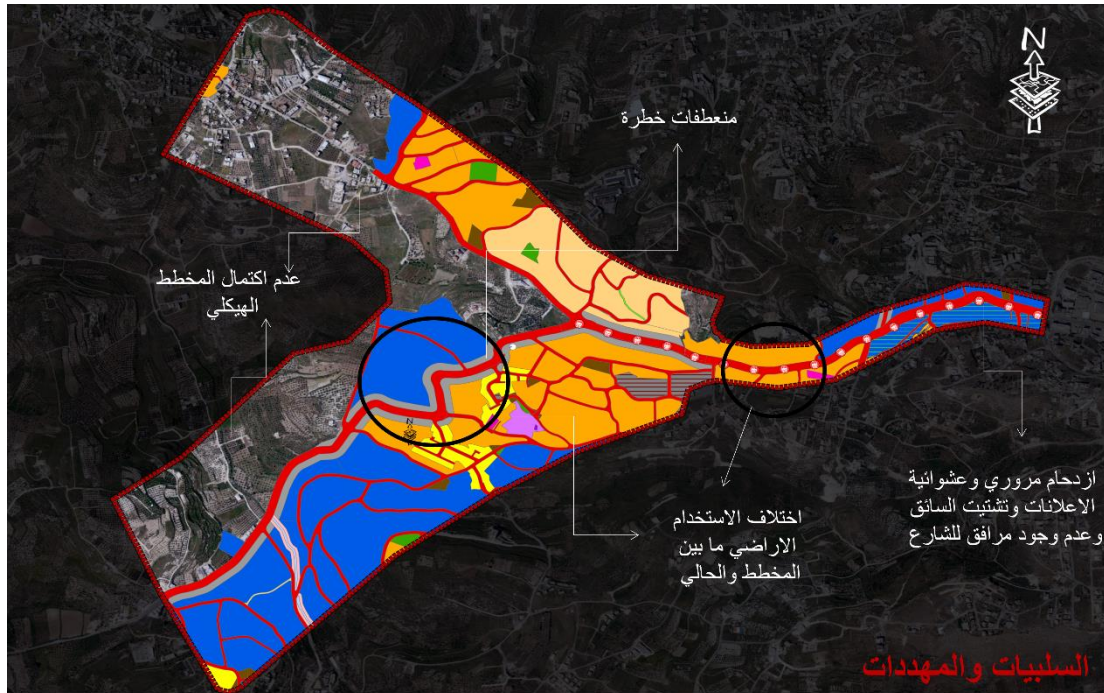 N
منعطفات خطرة
عدم اكتمال المخطط
الهيكلي
ازدحام مروري وعشوائية
الاعلانات وتشتيت السائق
وعدم وجود مرافق للشارع
اختلاف الاستخدام
الاراضي ما بين
المخطط والحالي
السلبيات والمهددات